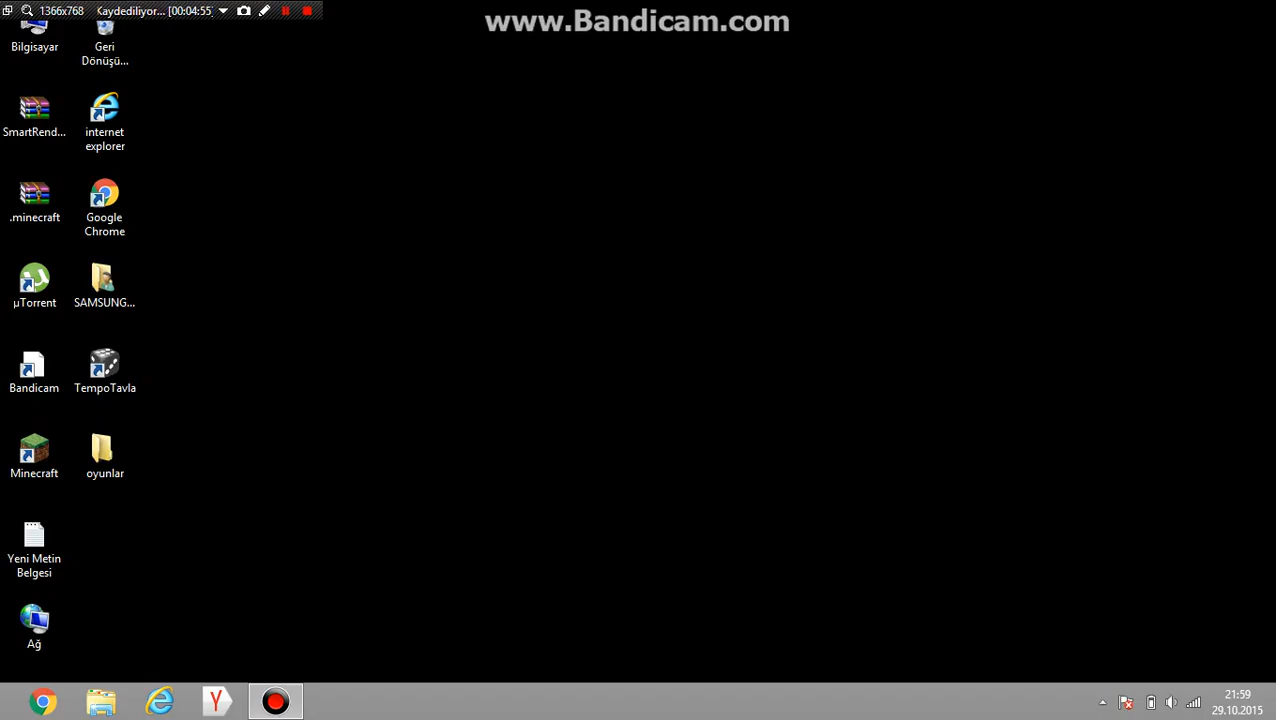 1366x768 Kaydediliyor... [00:04:55]
www.Bandicam.com
Bilgisayar
Geri
Dönüşü...
SmartRend...
internet
explorer
.minecraft
Google
Chrome
µTorrent
SAMSUNG...
Bandicam
TempoTavla
Minecraft
oyunlar
Yeni Metin
Belgesi
Ağ
21:59
29.10.2015